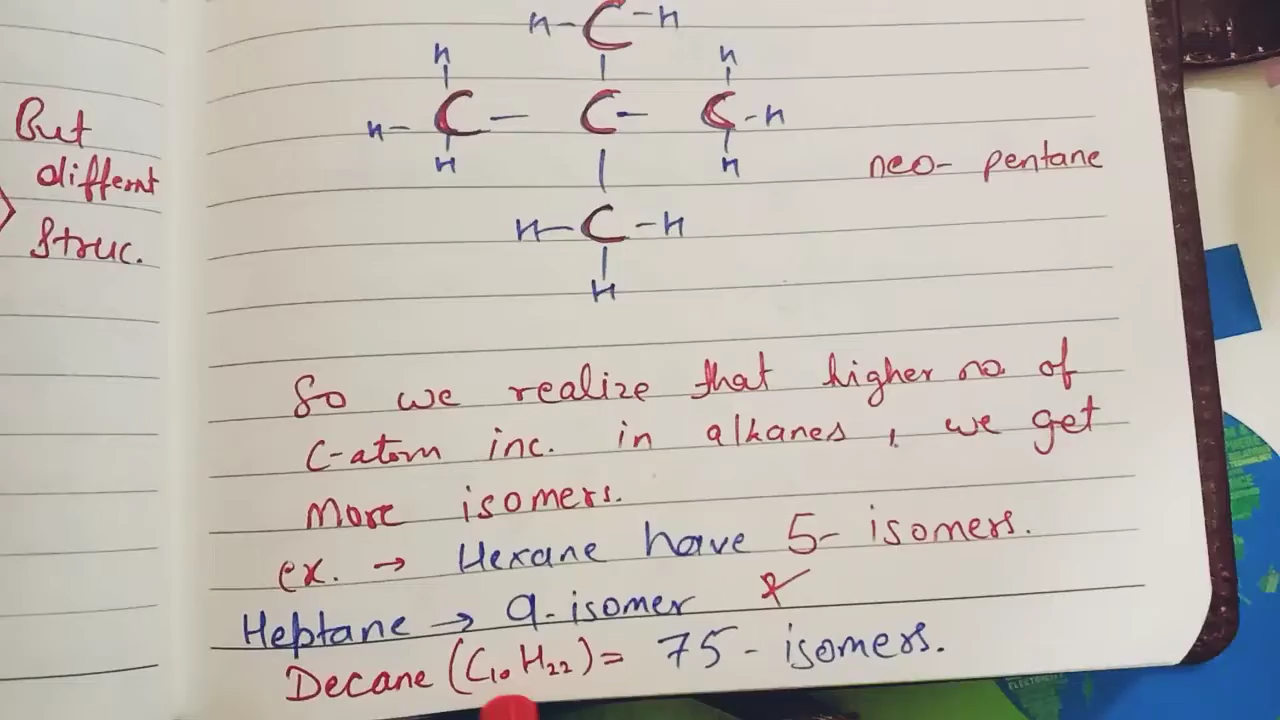 But
differnt
Struc.
H-C-H
H H
H-C-C-C-H
H H
neo-pentane
H-C-H
H
So we realize that higher no. of
C-atom inc. in alkanes, we get
More isomers.
ex. → Hexane have 5-isomers.
Heptane → 9-isomer &
Decane (C₁₀H₂₂) = 75-isomers.